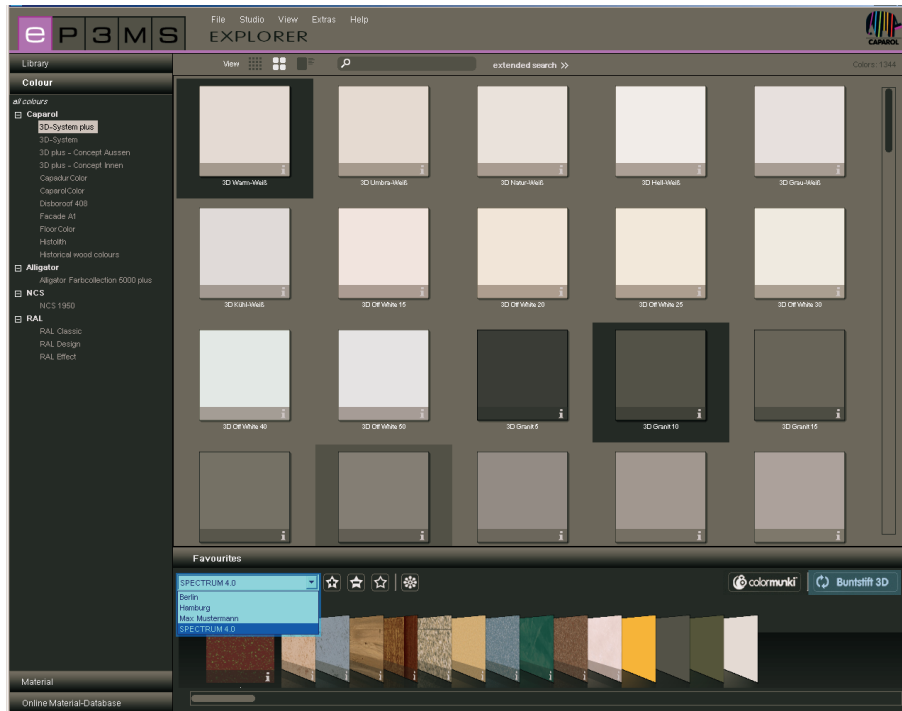 eP3MS
File Studio View Extras Help
EXPLORER
CAPAROL
Library
View
extended search >>
Colors: 1344
Colour
all colours
Caparol
3D-System plus
3D-System
3D plus - Concept Aussen
3D plus - Concept Innen
CapadurColor
CaparolColor
Disboroof 408
Facade A1
FloorColor
Histolith
Historical wood colours
Alligator
Alligator Farbcollection 5000 plus
NCS
NCS 1950
RAL
RAL Classic
RAL Design
RAL Effect
3D Warm-Weiß 3D Umbra-Weiß 3D Natur-Weiß 3D Hell-Weiß 3D Grau-Weiß
3D Kühl-Weiß 3D Off White 15 3D Off White 20 3D Off White 25 3D Off White 30
3D Off White 40 3D Off White 50 3D Granit 5 3D Granit 10 3D Granit 15
Favourites
SPECTRUM 4.0
Berlin
Hamburg
Max Mustermann
SPECTRUM 4.0
colormunki
Buntstift 3D
Material
Online Material-Database